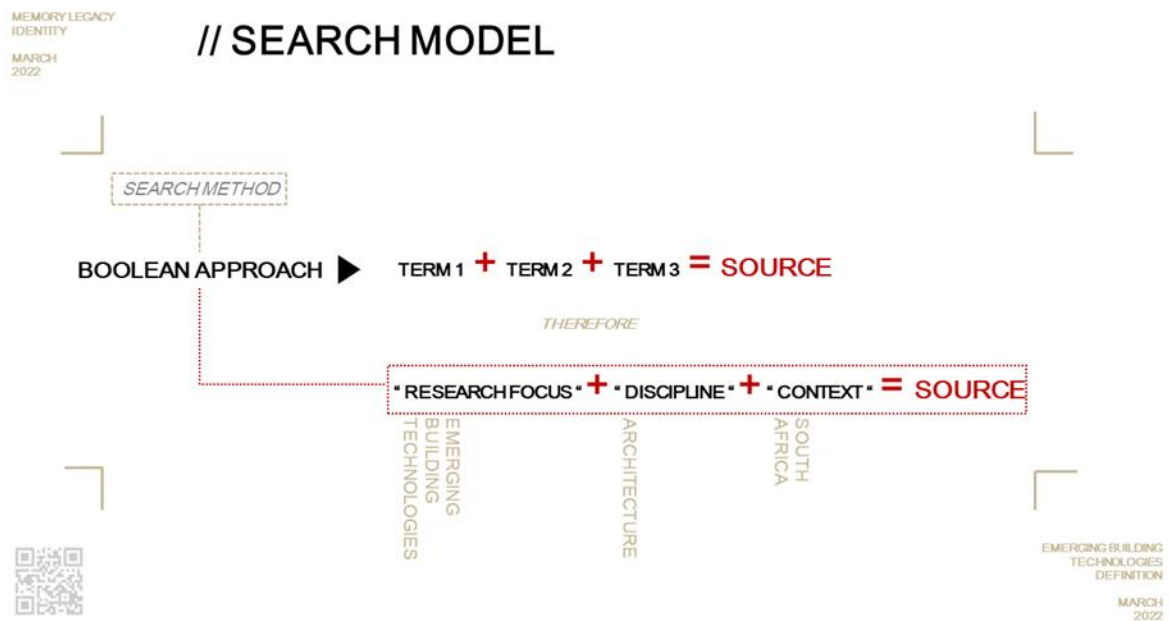 MEMORY LEGACY
IDENTITY
MARCH
2022
// SEARCH MODEL
SEARCH METHOD
BOOLEAN APPROACH ▶ TERM 1 + TERM 2 + TERM 3 = SOURCE
THEREFORE
"RESEARCH FOCUS" + "DISCIPLINE" + "CONTEXT" = SOURCE
EMERGING
BUILDING
TECHNOLOGIES
ARCHITECTURE
SOUTH
AFRICA
EMERGING BUILDING
TECHNOLOGIES
DEFINITION
MARCH
2022